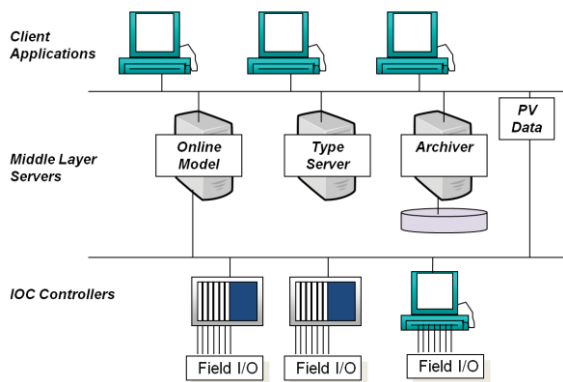 Client
Applications
PV
Data
Online
Model
Type
Server
Archiver
Middle Layer
Servers
IOC Controllers
Field I/O
Field I/O
Field I/O